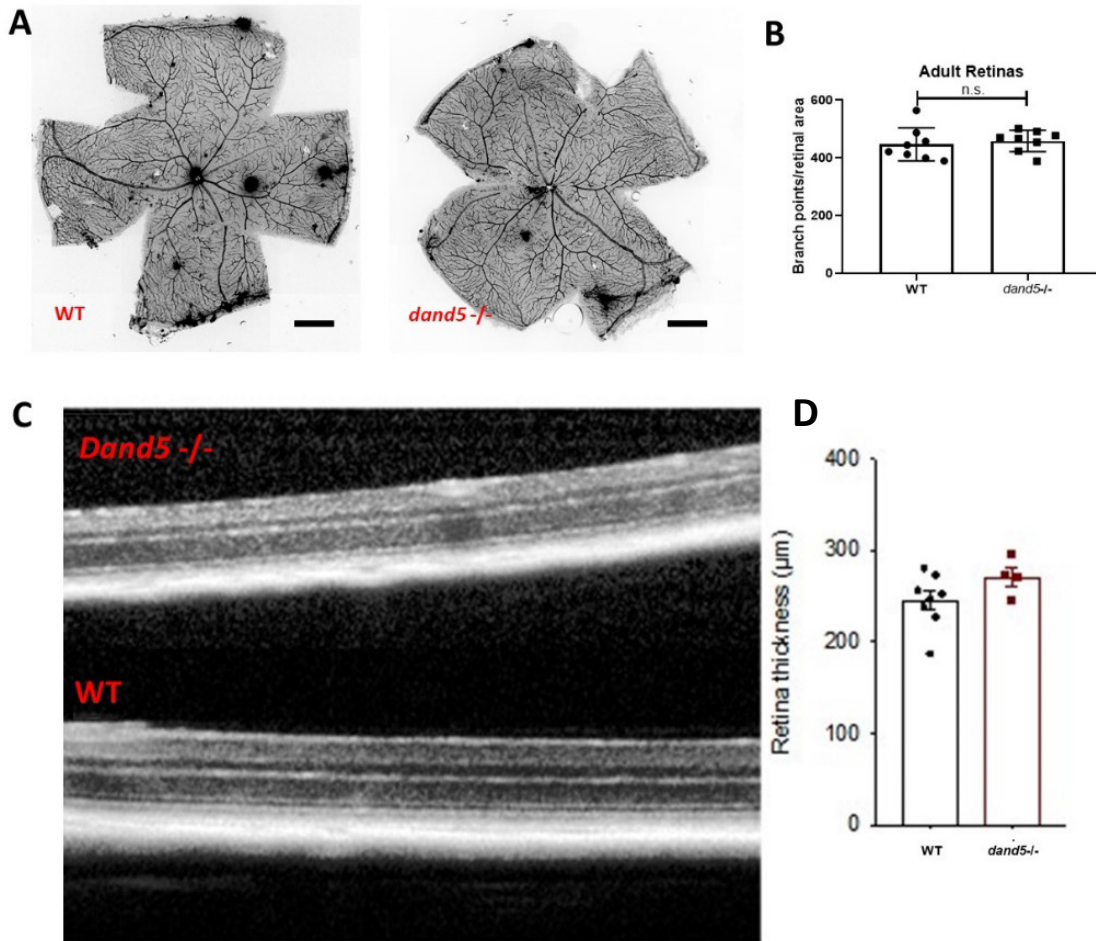 A
WT
dand5 -/-
B
Adult Retinas
n.s.
Branch points/retinal area
600
400
200
0
WT
dand5-/-
C
Dand5 -/-
WT
D
Retina thickness (µm)
400
300
200
100
0
WT
dand5-/-